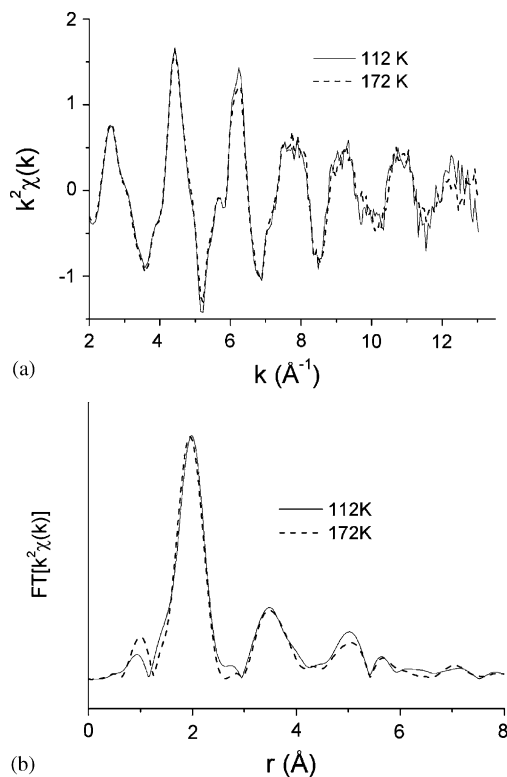 2
112 K
172 K
1
0
-1
k²χ(k)
2 4 6 8 10 12
k (Å⁻¹)
(a)
112K
172K
FT[k²χ(k)]
0 2 4 6 8
r (Å)
(b)